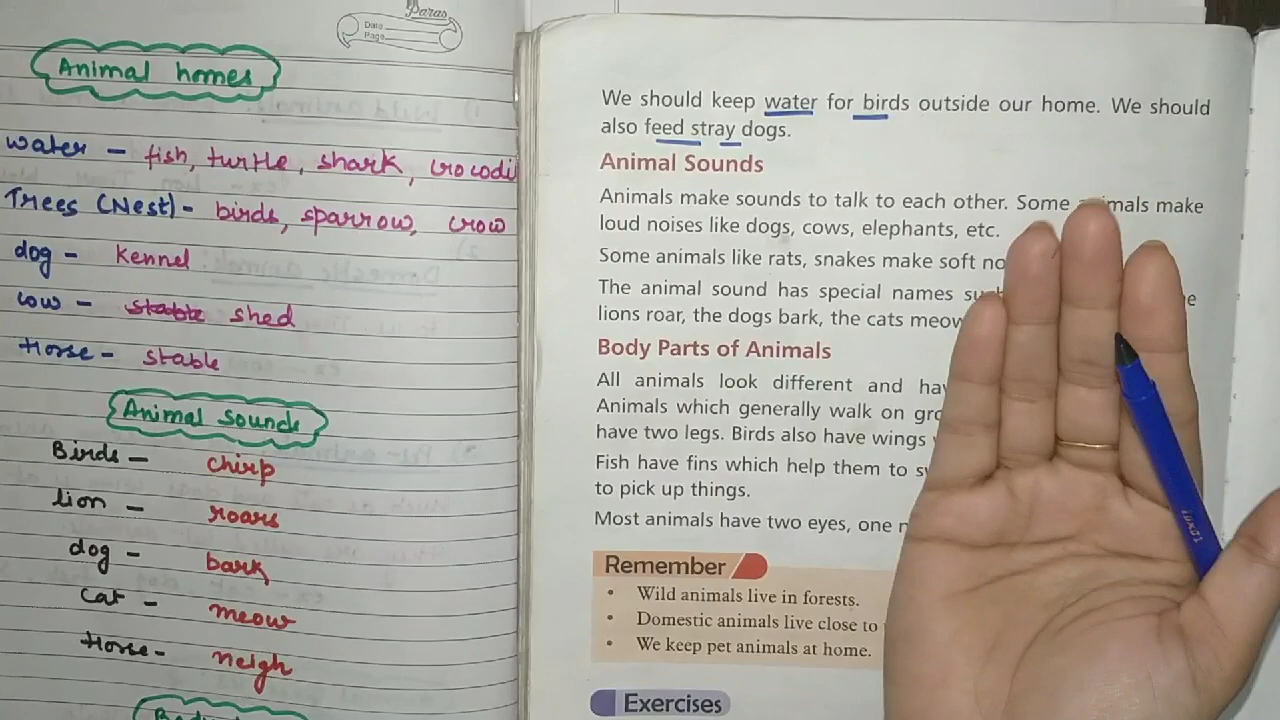 Paras
Date
Page
Animal homes
water - fish, turtle, shark, crocodi
Trees (Nest) - birds, sparrow, crow
dog - Kennel
cow - shed
Horse - stable
Animal sounds
Birds - chirp
lion - roars
dog - bark
cat - meow
Horse - neigh
We should keep water for birds outside our home. We should
also feed stray dogs.
Animal Sounds
Animals make sounds to talk to each other. Some animals make
loud noises like dogs, cows, elephants, etc.
Some animals like rats, snakes make soft no
The animal sound has special names
lions roar, the dogs bark, the cats meow
Body Parts of Animals
All animals look different and
Animals which generally walk on
have two legs. Birds also have wings
Fish have fins which help them to
to pick up things.
Most animals have two eyes, one
Remember
• Wild animals live in forests.
• Domestic animals live close to
• We keep pet animals at home.
Exercises
luxor